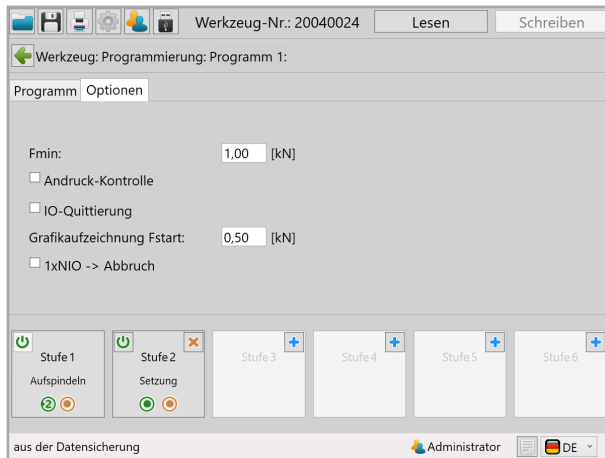 Werkzeug-Nr.: 20040024 Lesen Schreiben
Werkzeug: Programmierung: Programm 1:
Programm Optionen
Fmin: 1,00 [kN]
Andruck-Kontrolle
IO-Quittierung
Grafikaufzeichnung Fstart: 0,50 [kN]
1xNIO -> Abbruch
Stufe 1 Stufe 2 Stufe 3 Stufe 4 Stufe 5 Stufe 6
Aufspindeln Setzung
2
aus der Datensicherung Administrator DE